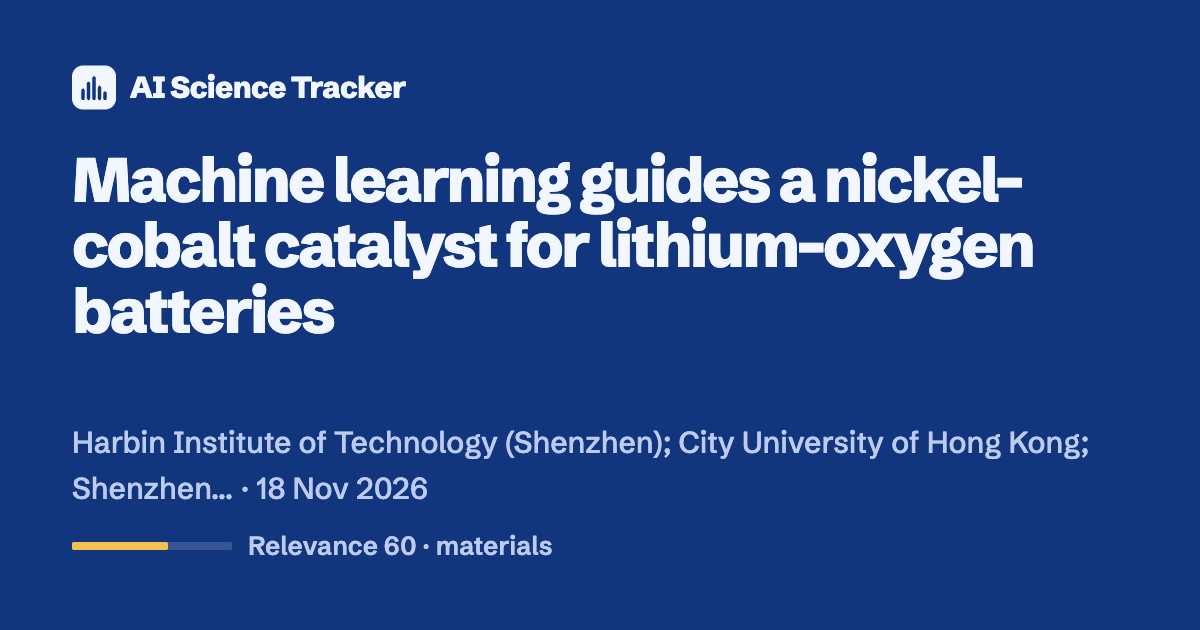 AI Science Tracker
Machine learning guides a nickel-
cobalt catalyst for lithium-oxygen
batteries
Harbin Institute of Technology (Shenzhen); City University of Hong Kong;
Shenzhen... · 18 Nov 2026
Relevance 60 · materials